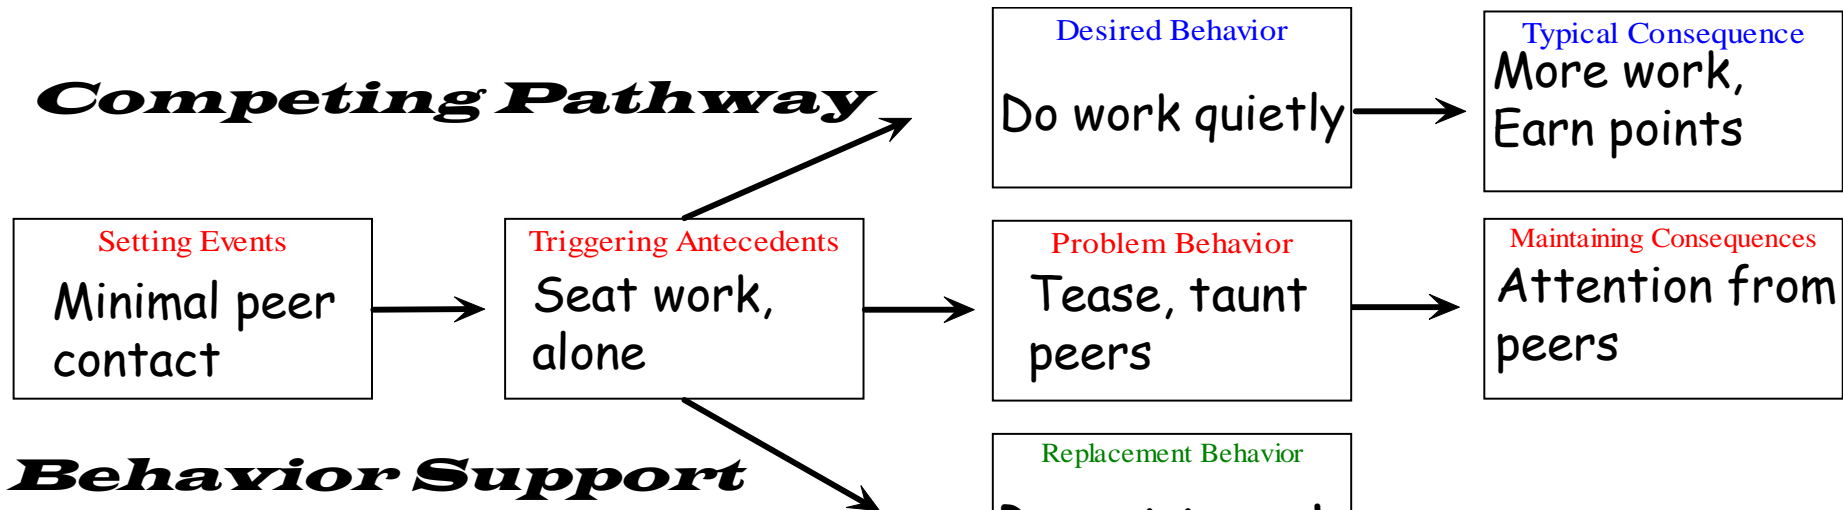 Competing Pathway
Desired Behavior
Do work quietly
Typical Consequence
More work,
Earn points
Setting Events
Minimal peer
contact
Triggering Antecedents
Seat work,
alone
Problem Behavior
Tease, taunt
peers
Maintaining Consequences
Attention from
peers
Behavior Support
Replacement Behavior